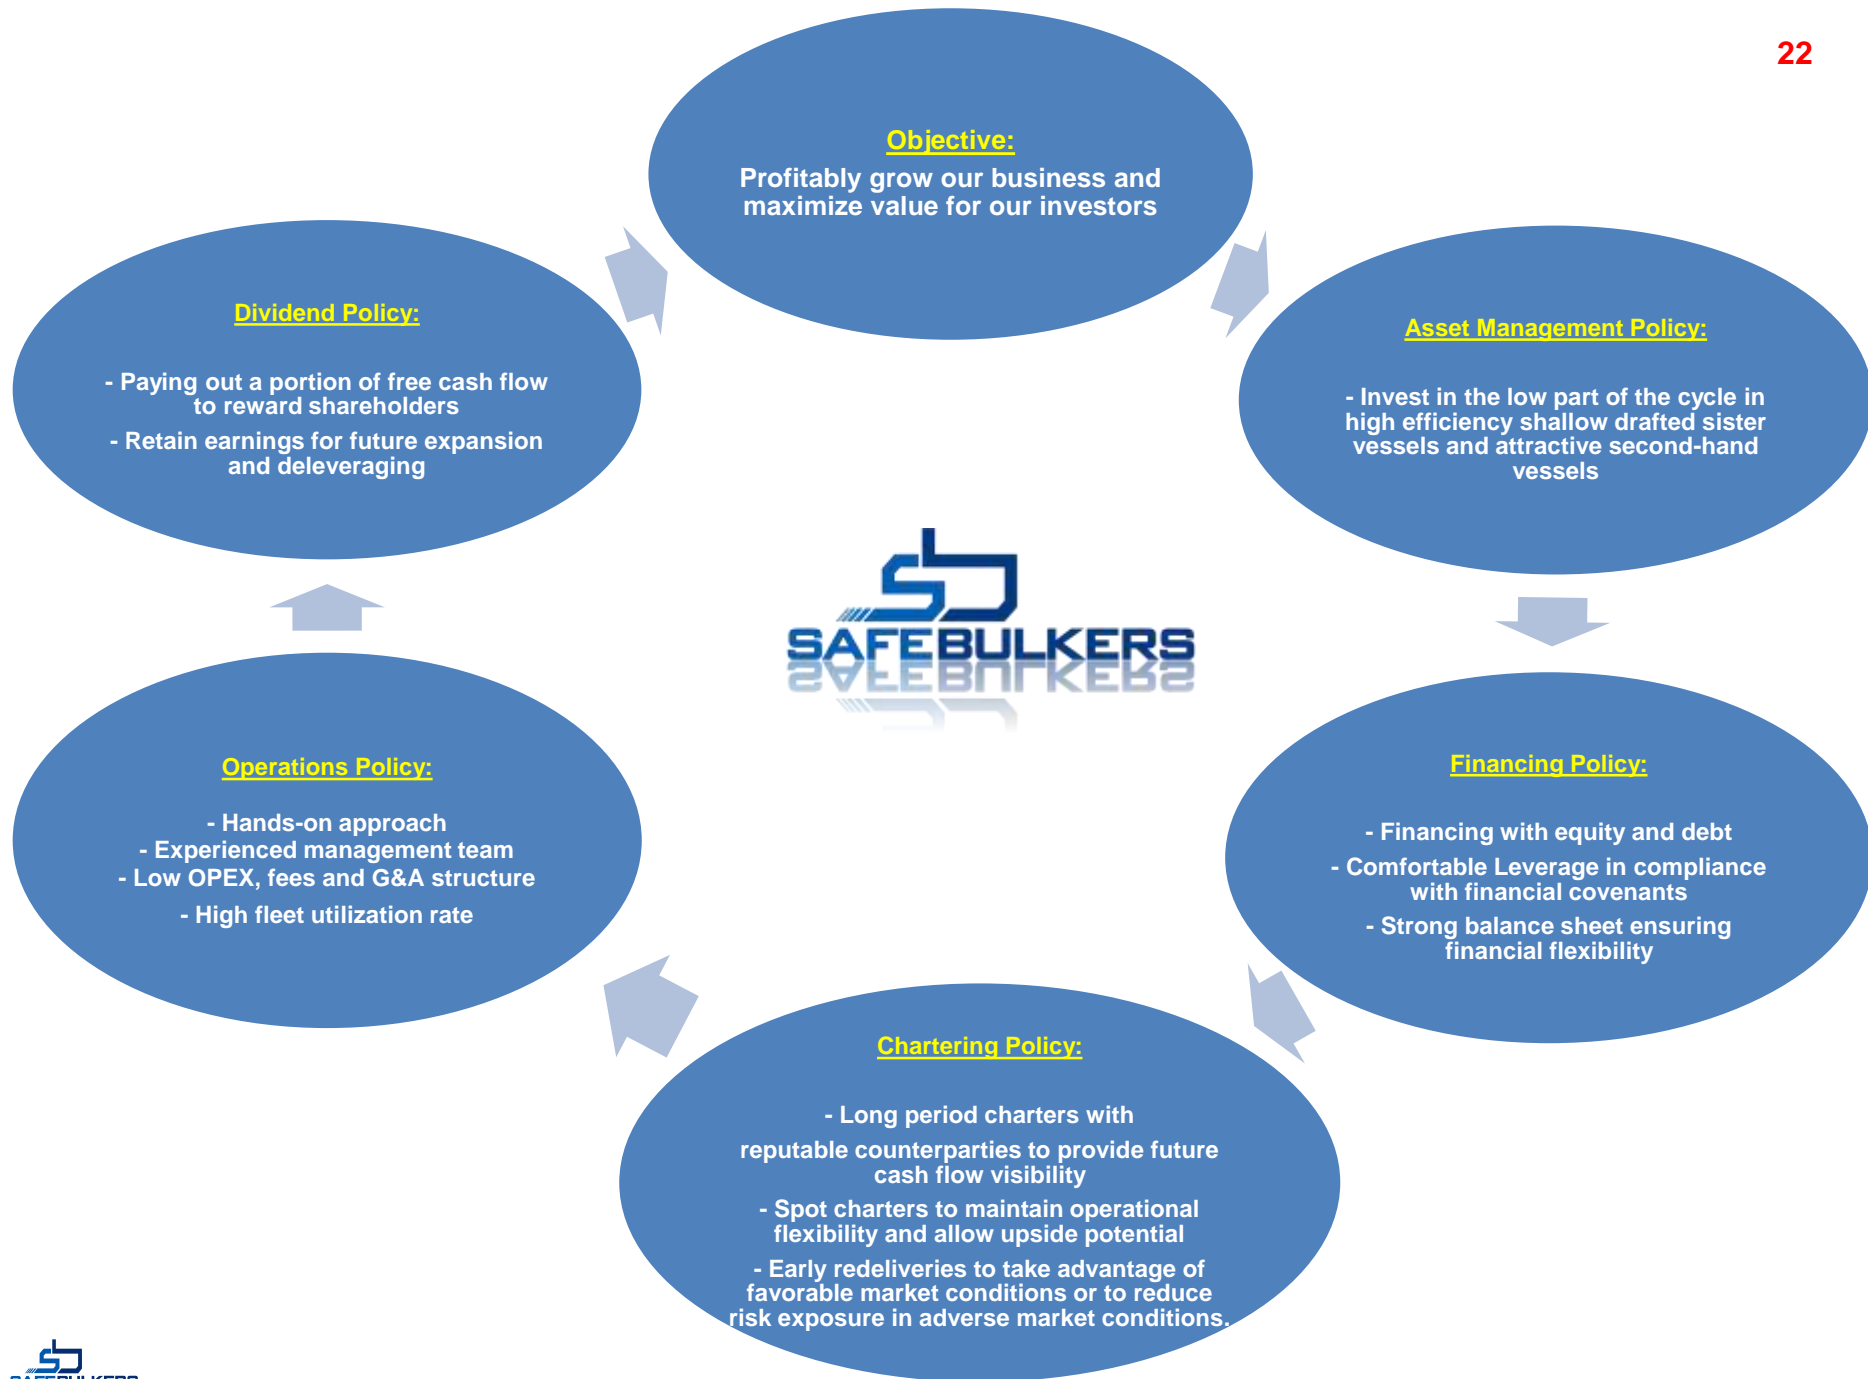 22
Objective:
Profitably grow our business and
maximize value for our investors
Asset Management Policy:
- Invest in the low part of the cycle in
high efficiency shallow drafted sister
vessels and attractive second-hand
vessels
Financing Policy:
- Financing with equity and debt
- Comfortable Leverage in compliance
with financial covenants
- Strong balance sheet ensuring
financial flexibility
Chartering Policy:
- Long period charters with
reputable counterparties to provide future
cash flow visibility
- Spot charters to maintain operational
flexibility and allow upside potential
- Early redeliveries to take advantage of
favorable market conditions or to reduce
risk exposure in adverse market conditions.
Operations Policy:
- Hands-on approach
- Experienced management team
- Low OPEX, fees and G&A structure
- High fleet utilization rate
Dividend Policy:
- Paying out a portion of free cash flow
to reward shareholders
- Retain earnings for future expansion
and deleveraging
sb
SAFEBULKERS
sb
SAFEBULKERS